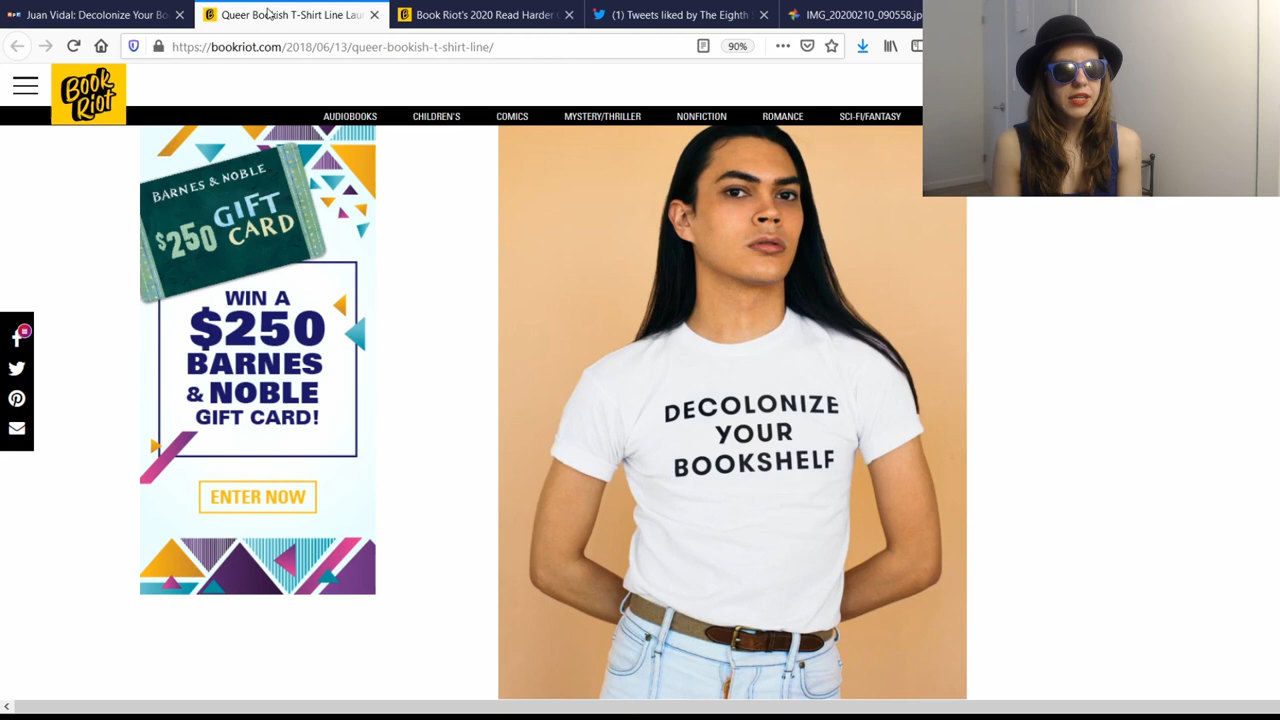 Juan Vidal: Decolonize Your Bo
Queer Bookish T-Shirt Line Lau
Book Riot's 2020 Read Harder
(1) Tweets liked by The Eighth
IMG_20200210_090558.jp
https://bookriot.com/2018/06/13/queer-bookish-t-shirt-line/
90%
BOOK
RIOT
AUDIOBOOKS
CHILDREN'S
COMICS
MYSTERY/THRILLER
NONFICTION
ROMANCE
SCI-FI/FANTASY
BARNES & NOBLE
$250 GIFT
CARD
WIN A
$250
BARNES
& NOBLE
GIFT CARD!
ENTER NOW
DECOLONIZE
YOUR
BOOKSHELF